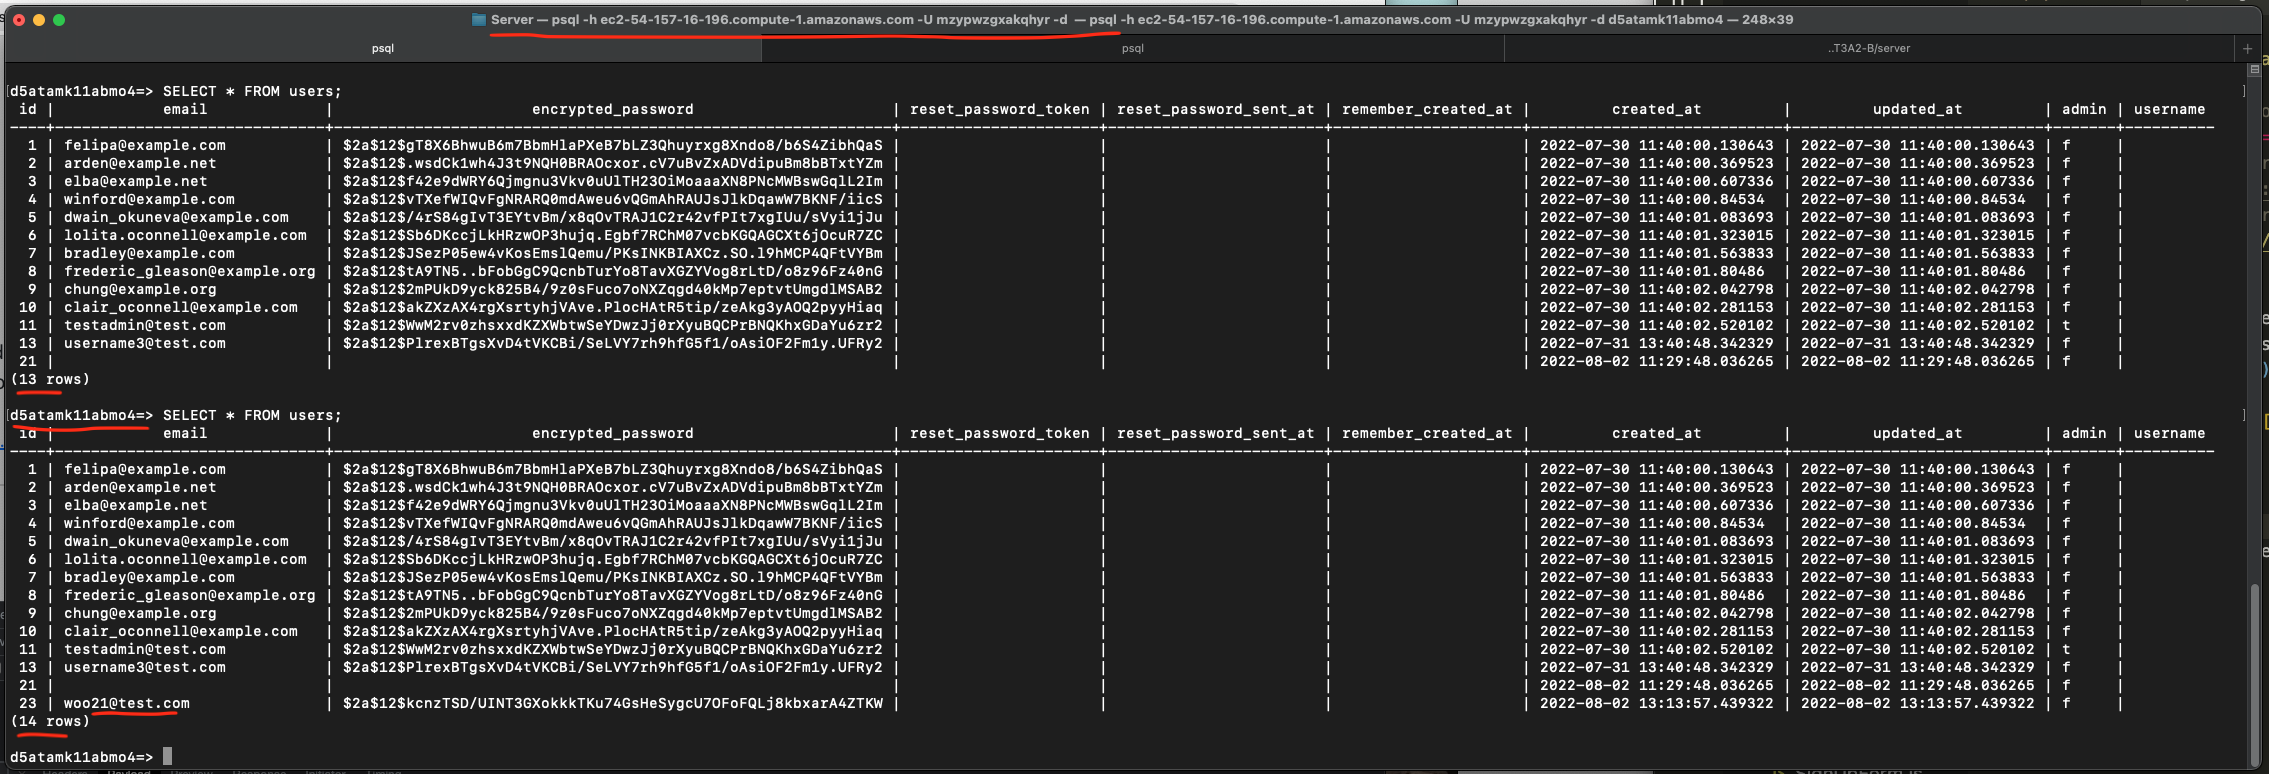 Server — psql -h ec2-54-157-16-196.compute-1.amazonaws.com -U mzypwzgxakqhyr -d — psql -h ec2-54-157-16-196.compute-1.amazonaws.com -U mzypwzgxakqhyr -d d5atamk11abmo4 — 248×39
psql psql ..T3A2-B/server +
[d5atamk11abmo4=> SELECT * FROM users; ]
id | email | encrypted_password | reset_password_token | reset_password_sent_at | remember_created_at | created_at | updated_at | admin | username
1 | felipa@example.com | $2a$12$gT8X6BhwuB6m7BbmHlaPXeB7bLZ3Qhuyrxg8Xndo8/b6S4ZibhQaS | | | | 2022-07-30 11:40:00.130643 | 2022-07-30 11:40:00.130643 | f |
2 | arden@example.net | $2a$12$.wsdCk1wh4J3t9NQH0BRAOcxor.cV7uBvZxADVdipuBm8bBTxtYZm | | | | 2022-07-30 11:40:00.369523 | 2022-07-30 11:40:00.369523 | f |
3 | elba@example.net | $2a$12$f42e9dWRY6Qjmgnu3Vkv0uUlTH23OiMoaaaXN8PNcMWBswGqlL2Im | | | | 2022-07-30 11:40:00.607336 | 2022-07-30 11:40:00.607336 | f |
4 | winford@example.com | $2a$12$vTXefWIQvFgNRARQ0mdAweu6vQGmAhRAUJsJlkDqawW7BKNF/iicS | | | | 2022-07-30 11:40:00.84534 | 2022-07-30 11:40:00.84534 | f |
5 | dwain_okuneva@example.com | $2a$12$/4rS84gIvT3EYtvBm/x8qOvTRAJ1C2r42vfPIt7xgIUu/sVyi1jJu | | | | 2022-07-30 11:40:01.083693 | 2022-07-30 11:40:01.083693 | f |
6 | lolita.oconnell@example.com | $2a$12$Sb6DKccjLkHRzwOP3hujq.Egbf7RChM07vcbKGQAGCXt6jOcuR7ZC | | | | 2022-07-30 11:40:01.323015 | 2022-07-30 11:40:01.323015 | f |
7 | bradley@example.com | $2a$12$JSezP05ew4vKosEmslQemu/PKsINKBIAXCz.SO.l9hMCP4QFtVYBm | | | | 2022-07-30 11:40:01.563833 | 2022-07-30 11:40:01.563833 | f |
8 | frederic_gleason@example.org | $2a$12$tA9TN5..bFobGgC9QcnbTurYo8TavXGZYVog8rLtD/o8z96Fz40nG | | | | 2022-07-30 11:40:01.80486 | 2022-07-30 11:40:01.80486 | f |
9 | chung@example.org | $2a$12$2mPUkD9yck825B4/9z0sFuco7oNXZqgd40kMp7eptvtUmgdlMSAB2 | | | | 2022-07-30 11:40:02.042798 | 2022-07-30 11:40:02.042798 | f |
10 | clair_oconnell@example.com | $2a$12$akZXzAX4rgXsrtyhjVAve.PlocHAtR5tip/zeAkg3yAOQ2pyyHiaq | | | | 2022-07-30 11:40:02.281153 | 2022-07-30 11:40:02.281153 | f |
11 | testadmin@test.com | $2a$12$WwM2rv0zhsxxdKZXWbtwSeYDwzJj0rXyuBQCPrBNQKhxGDaYu6zr2 | | | | 2022-07-30 11:40:02.520102 | 2022-07-30 11:40:02.520102 | t |
13 | username3@test.com | $2a$12$PlrexBTgsXvD4tVKCBi/SeLVY7rh9hfG5f1/oAsiOF2Fm1y.UFRy2 | | | | 2022-07-31 13:40:48.342329 | 2022-07-31 13:40:48.342329 | f |
21 | | | | | | 2022-08-02 11:29:48.036265 | 2022-08-02 11:29:48.036265 | f |
(13 rows)
[d5atamk11abmo4=> SELECT * FROM users; ]
id | email | encrypted_password | reset_password_token | reset_password_sent_at | remember_created_at | created_at | updated_at | admin | username
1 | felipa@example.com | $2a$12$gT8X6BhwuB6m7BbmHlaPXeB7bLZ3Qhuyrxg8Xndo8/b6S4ZibhQaS | | | | 2022-07-30 11:40:00.130643 | 2022-07-30 11:40:00.130643 | f |
2 | arden@example.net | $2a$12$.wsdCk1wh4J3t9NQH0BRAOcxor.cV7uBvZxADVdipuBm8bBTxtYZm | | | | 2022-07-30 11:40:00.369523 | 2022-07-30 11:40:00.369523 | f |
3 | elba@example.net | $2a$12$f42e9dWRY6Qjmgnu3Vkv0uUlTH23OiMoaaaXN8PNcMWBswGqlL2Im | | | | 2022-07-30 11:40:00.607336 | 2022-07-30 11:40:00.607336 | f |
4 | winford@example.com | $2a$12$vTXefWIQvFgNRARQ0mdAweu6vQGmAhRAUJsJlkDqawW7BKNF/iicS | | | | 2022-07-30 11:40:00.84534 | 2022-07-30 11:40:00.84534 | f |
5 | dwain_okuneva@example.com | $2a$12$/4rS84gIvT3EYtvBm/x8qOvTRAJ1C2r42vfPIt7xgIUu/sVyi1jJu | | | | 2022-07-30 11:40:01.083693 | 2022-07-30 11:40:01.083693 | f |
6 | lolita.oconnell@example.com | $2a$12$Sb6DKccjLkHRzwOP3hujq.Egbf7RChM07vcbKGQAGCXt6jOcuR7ZC | | | | 2022-07-30 11:40:01.323015 | 2022-07-30 11:40:01.323015 | f |
7 | bradley@example.com | $2a$12$JSezP05ew4vKosEmslQemu/PKsINKBIAXCz.SO.l9hMCP4QFtVYBm | | | | 2022-07-30 11:40:01.563833 | 2022-07-30 11:40:01.563833 | f |
8 | frederic_gleason@example.org | $2a$12$tA9TN5..bFobGgC9QcnbTurYo8TavXGZYVog8rLtD/o8z96Fz40nG | | | | 2022-07-30 11:40:01.80486 | 2022-07-30 11:40:01.80486 | f |
9 | chung@example.org | $2a$12$2mPUkD9yck825B4/9z0sFuco7oNXZqgd40kMp7eptvtUmgdlMSAB2 | | | | 2022-07-30 11:40:02.042798 | 2022-07-30 11:40:02.042798 | f |
10 | clair_oconnell@example.com | $2a$12$akZXzAX4rgXsrtyhjVAve.PlocHAtR5tip/zeAkg3yAOQ2pyyHiaq | | | | 2022-07-30 11:40:02.281153 | 2022-07-30 11:40:02.281153 | f |
11 | testadmin@test.com | $2a$12$WwM2rv0zhsxxdKZXWbtwSeYDwzJj0rXyuBQCPrBNQKhxGDaYu6zr2 | | | | 2022-07-30 11:40:02.520102 | 2022-07-30 11:40:02.520102 | t |
13 | username3@test.com | $2a$12$PlrexBTgsXvD4tVKCBi/SeLVY7rh9hfG5f1/oAsiOF2Fm1y.UFRy2 | | | | 2022-07-31 13:40:48.342329 | 2022-07-31 13:40:48.342329 | f |
21 | | | | | | 2022-08-02 11:29:48.036265 | 2022-08-02 11:29:48.036265 | f |
23 | woo21@test.com | $2a$12$kcnzTSD/UINT3GXokkkTKu74GsHeSygcU7OFoFQLj8kbxarA4ZTKW | | | | 2022-08-02 13:13:57.439322 | 2022-08-02 13:13:57.439322 | f |
(14 rows)
d5atamk11abmo4=>